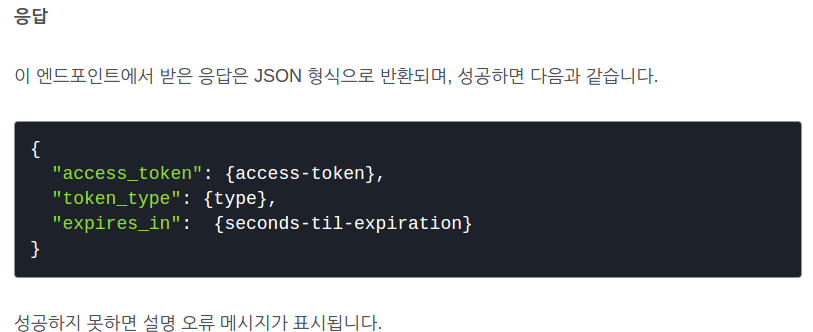 응답
이 엔드포인트에서 받은 응답은 JSON 형식으로 반환되며, 성공하면 다음과 같습니다.
{
  "access_token": {access-token},
  "token_type": {type},
  "expires_in":  {seconds-til-expiration}
}
성공하지 못하면 설명 오류 메시지가 표시됩니다.